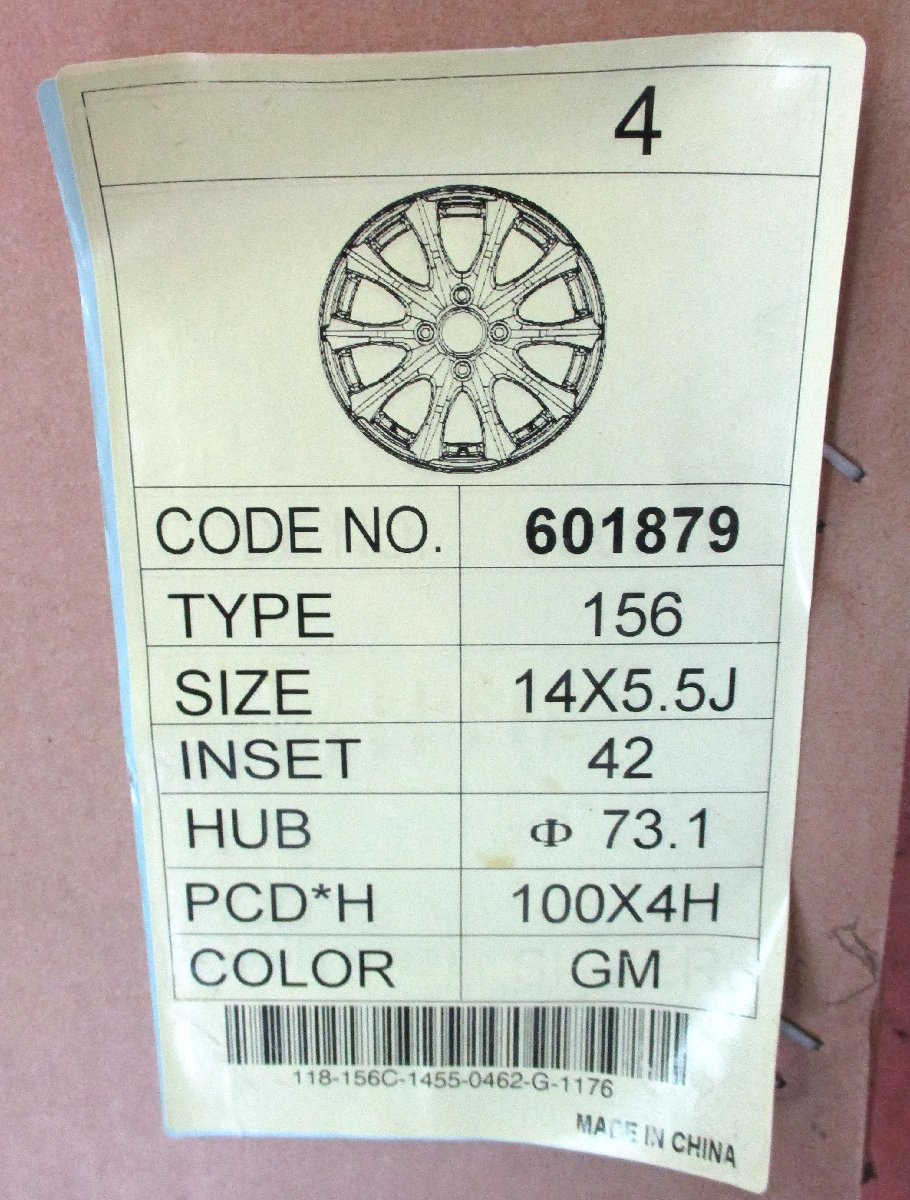 4
CODE NO. 601879
TYPE 156
SIZE 14X5.5J
INSET 42
HUB Φ 73.1
PCD*H 100X4H
COLOR GM
118-156C-1455-0462-G-1176
MADE IN CHINA